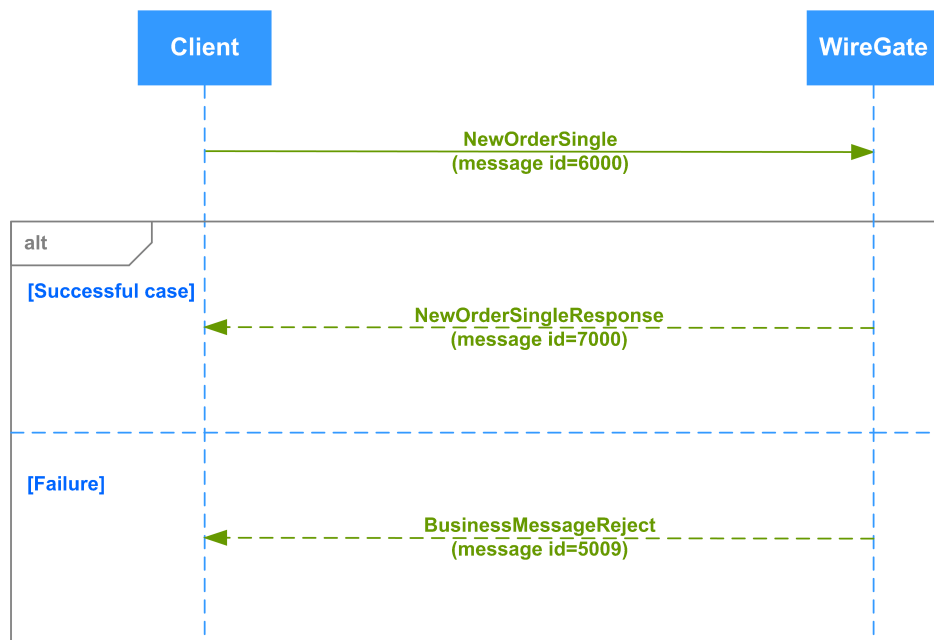 Client
WireGate
NewOrderSingle
(message id=6000)
alt
[Successful case]
NewOrderSingleResponse
(message id=7000)
[Failure]
BusinessMessageReject
(message id=5009)